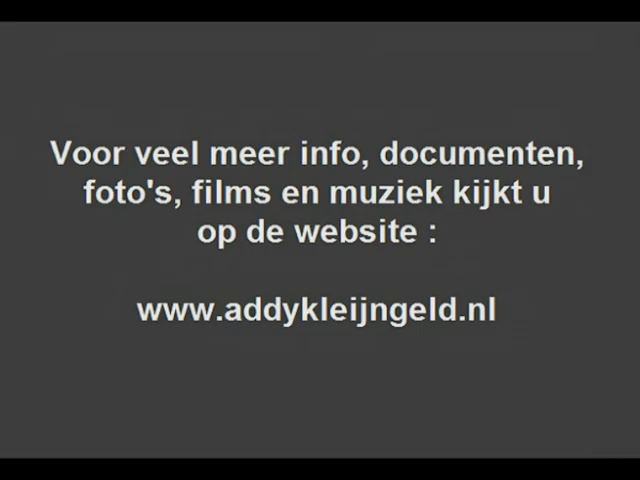 Voor veel meer info, documenten,
foto's, films en muziek kijkt u
op de website :
www.addykleijngeld.nl